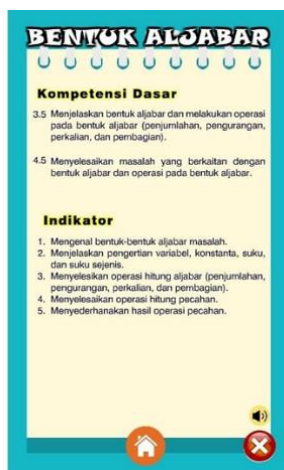 BENTUK ALJABAR
Kompetensi Dasar
3.5 Menjelaskan bentuk aljabar dan melakukan operasi
pada bentuk aljabar (penjumlahan, pengurangan,
perkalian, dan pembagian).
4.5 Menyelesaikan masalah yang berkaitan dengan
bentuk aljabar dan operasi pada bentuk aljabar.
Indikator
1. Mengenal bentuk-bentuk aljabar masalah.
2. Menjelaskan pengertian variabel, konstanta, suku,
dan suku sejenis.
3. Menyelesikan operasi hitung aljabar (penjumlahan,
pengurangan, perkalian, dan pembagian).
4. Menyelesaikan operasi hitung pecahan.
5. Menyederhanakan hasil operasi pecahan.